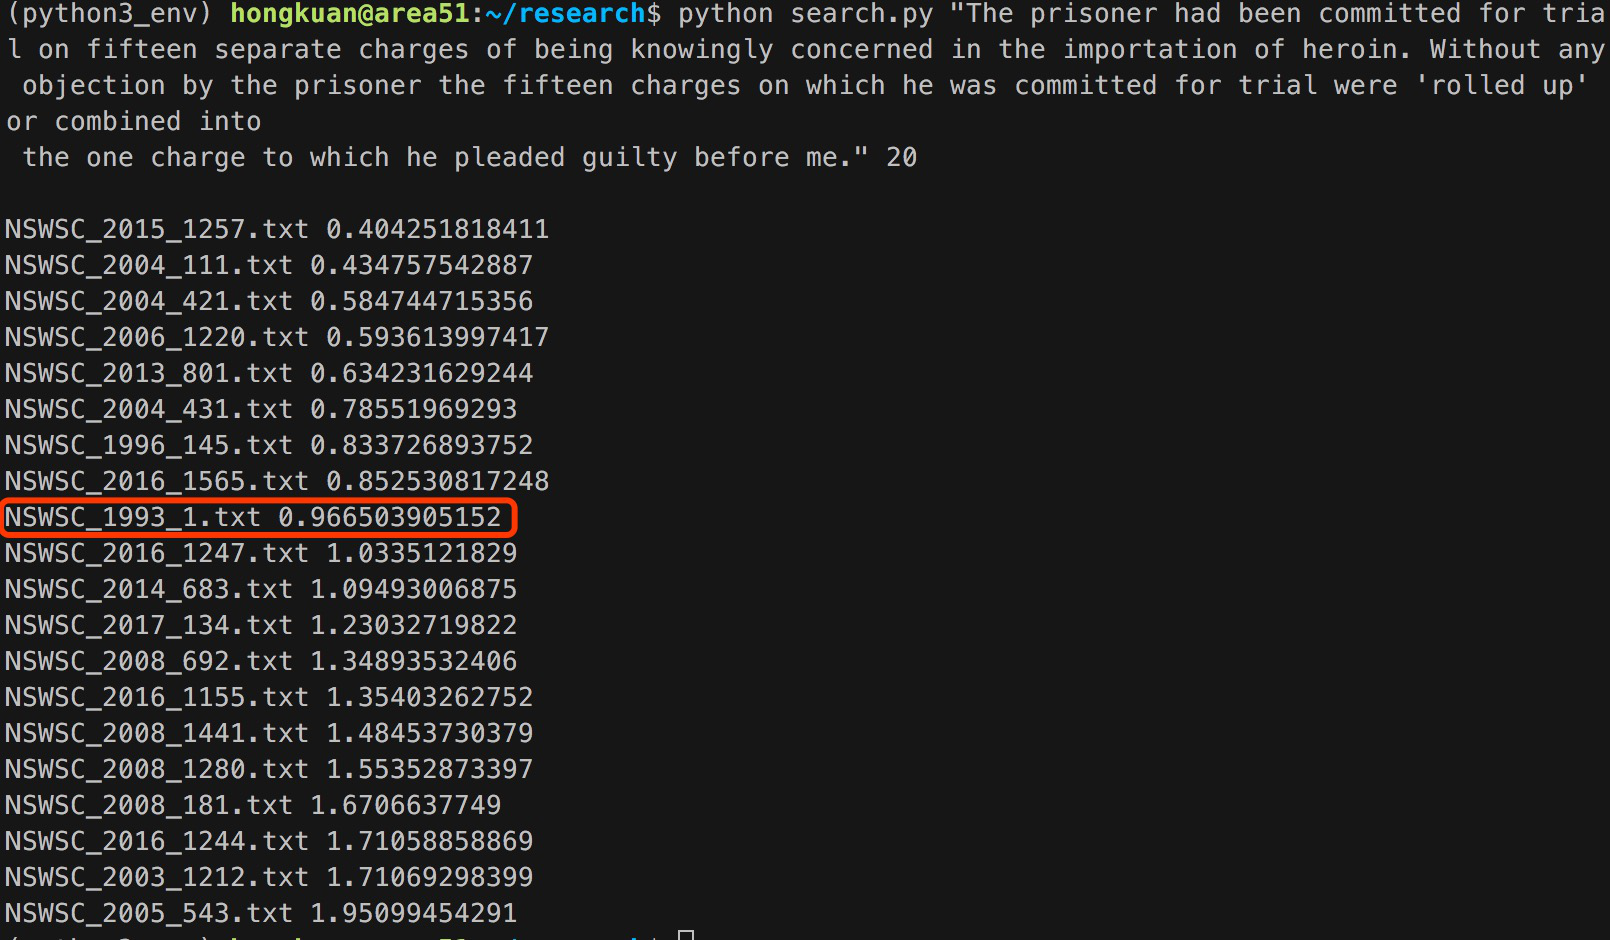 (python3_env) hongkuan@area51:~/research$ python search.py "The prisoner had been committed for tria
l on fifteen separate charges of being knowingly concerned in the importation of heroin. Without any
 objection by the prisoner the fifteen charges on which he was committed for trial were 'rolled up'
or combined into
 the one charge to which he pleaded guilty before me." 20
NSWSC_2015_1257.txt 0.404251818411
NSWSC_2004_111.txt 0.434757542887
NSWSC_2004_421.txt 0.584744715356
NSWSC_2006_1220.txt 0.593613997417
NSWSC_2013_801.txt 0.634231629244
NSWSC_2004_431.txt 0.78551969293
NSWSC_1996_145.txt 0.833726893752
NSWSC_2016_1565.txt 0.852530817248
NSWSC_1993_1.txt 0.966503905152
NSWSC_2016_1247.txt 1.0335121829
NSWSC_2014_683.txt 1.09493006875
NSWSC_2017_134.txt 1.23032719822
NSWSC_2008_692.txt 1.34893532406
NSWSC_2016_1155.txt 1.35403262752
NSWSC_2008_1441.txt 1.48453730379
NSWSC_2008_1280.txt 1.55352873397
NSWSC_2008_181.txt 1.6706637749
NSWSC_2016_1244.txt 1.71058858869
NSWSC_2003_1212.txt 1.71069298399
NSWSC_2005_543.txt 1.95099454291